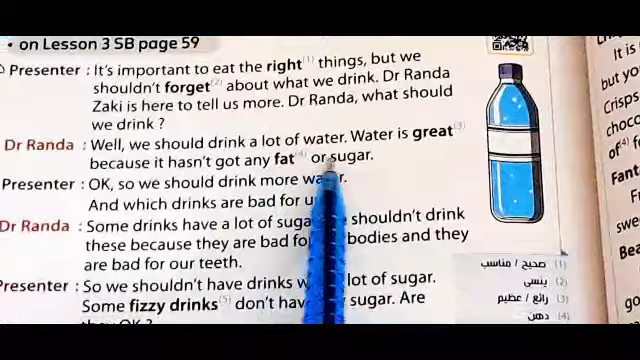 • on Lesson 3 SB page 59
Presenter : It's important to eat the right(1) things, but we
shouldn't forget(2) about what we drink. Dr Randa
Zaki is here to tell us more. Dr Randa, what should
we drink ?
Dr Randa : Well, we should drink a lot of water. Water is great(3)
because it hasn't got any fat(4) or sugar.
Presenter : OK, so we should drink more
And which drinks are bad for
Dr Randa : Some drinks have a lot of shouldn't drink
these because they are bad for bodies and they
are bad for our teeth.
Presenter : So we shouldn't have drinks lot of sugar.
Some fizzy drinks(5) don't have sugar. Are
they OK ?
(1) صحيح / مناسب
(2) ينسى
(3) رائع / عظيم
(4) دهن
It is
but yo
Crisps
choco
of(4)
Fant
swee
Bea
go